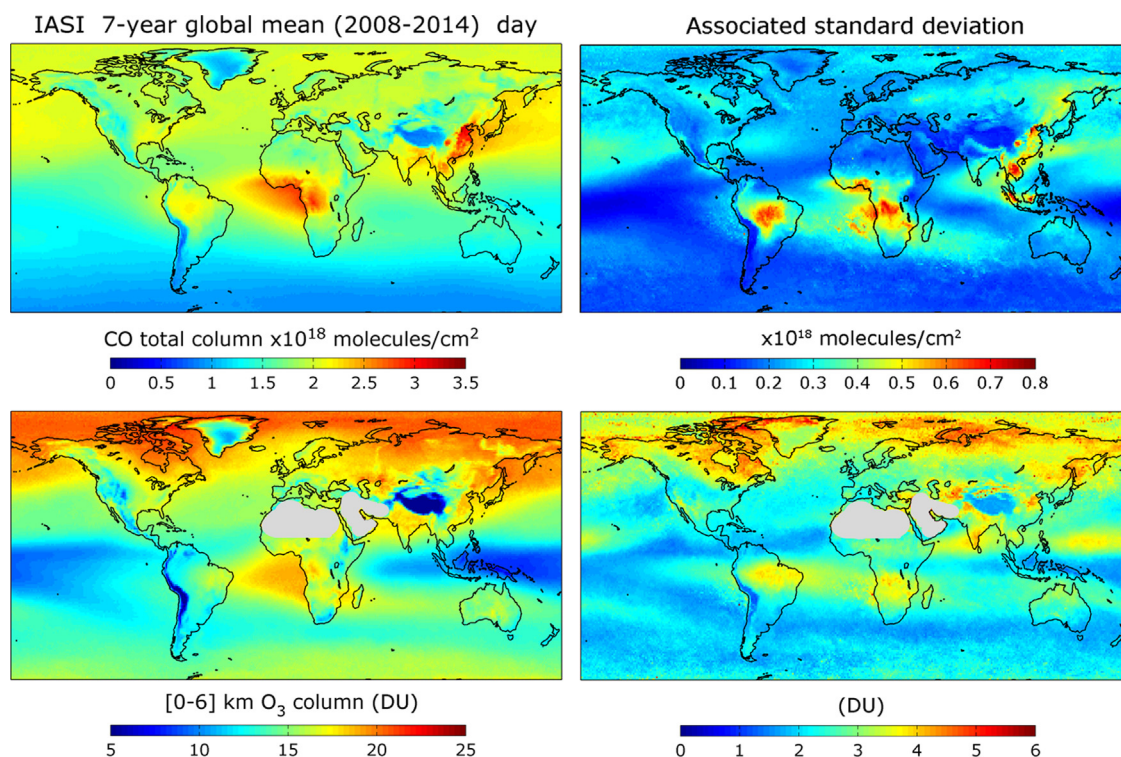 IASI 7-year global mean (2008-2014) day
Associated standard deviation
CO total column x10¹⁸ molecules/cm²
0 0.5 1 1.5 2 2.5 3 3.5
x10¹⁸ molecules/cm²
0 0.1 0.2 0.3 0.4 0.5 0.6 0.7 0.8
[0-6] km O₃ column (DU)
5 10 15 20 25
(DU)
0 1 2 3 4 5 6